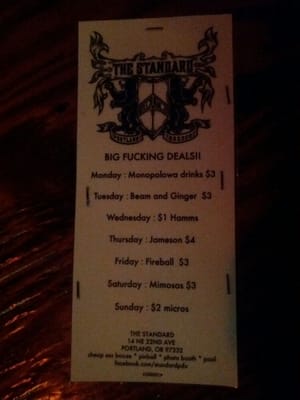 THE STANDARD
PORTLAND OREGON
BIG FUCKING DEALS!!
Monday : Monopolowa drinks $3
Tuesday : Beam and Ginger $3
Wednesday : $1 Hamms
Thursday : Jameson $4
Friday : Fireball $3
Saturday : Mimosas $3
Sunday : $2 micros
THE STANDARD
14 NE 22ND AVE
PORTLAND, OR 97232
cheap ass booze * pinball * photo booth * pool
facebook.com/standardpdx